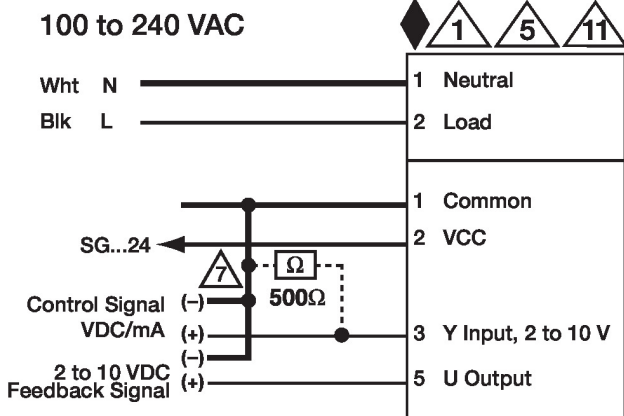 100 to 240 VAC
1 5 11
Wht N 1 Neutral
Blk L 2 Load
1 Common
SG...24 2 VCC
7 Ω
500Ω
Control Signal (–)
VDC/mA (+) 3 Y Input, 2 to 10 V
(–)
2 to 10 VDC
Feedback Signal (+) 5 U Output